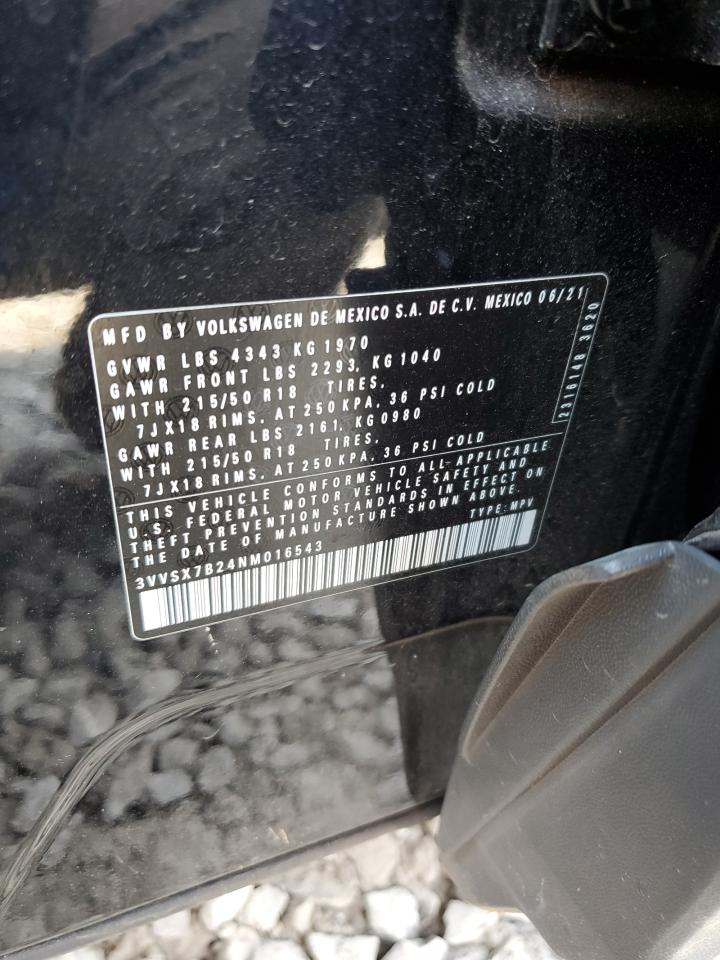 MFD BY VOLKSWAGEN DE MEXICO S.A. DE C.V. MEXICO 06/21
GVWR LBS 4343 KG 1970
GAWR FRONT LBS 2293, KG 1040
WITH 215/50 R18 TIRES,
7JX18 RIMS, AT 250 KPA, 36 PSI COLD
GAWR REAR LBS 2161, KG 0980
WITH 215/50 R18 TIRES,
7JX18 RIMS, AT 250 KPA, 36 PSI COLD
2316148 3620
THIS VEHICLE CONFORMS TO ALL APPLICABLE
U.S. FEDERAL MOTOR VEHICLE SAFETY AND
THEFT PREVENTION STANDARDS IN EFFECT ON
THE DATE OF MANUFACTURE SHOWN ABOVE.
3VVSX7B24NM016543 TYPE: MPV